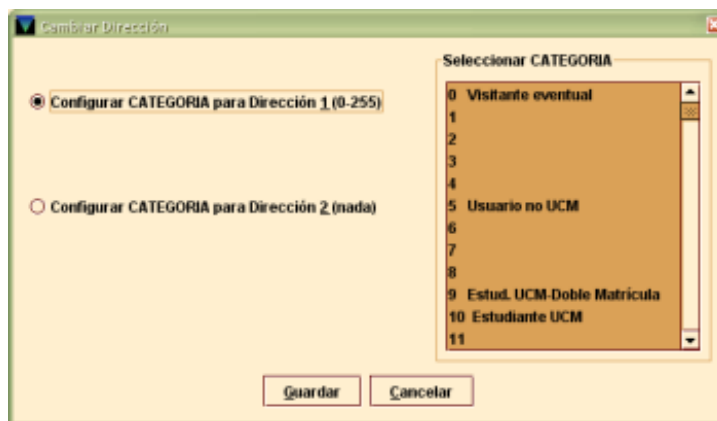 Cambiar Dirección
Configurar CATEGORIA para Dirección 1 (0-255)
Configurar CATEGORIA para Dirección 2 (nada)
Seleccionar CATEGORIA
0 Visitante eventual
1
2
3
4
5 Usuario no UCM
6
7
8
9 Estud. UCM-Doble Matrícula
10 Estudiante UCM
11
Guardar
Cancelar